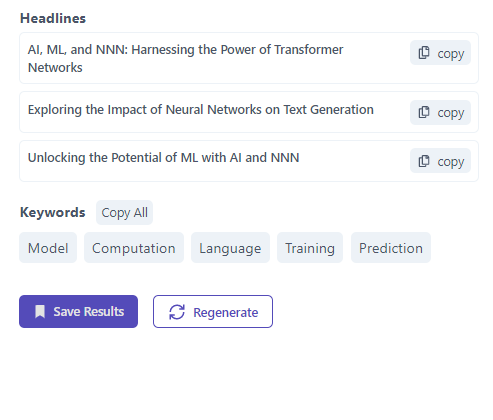 Headlines
AI, ML, and NNN: Harnessing the Power of Transformer
Networks
copy
Exploring the Impact of Neural Networks on Text Generation
copy
Unlocking the Potential of ML with AI and NNN
copy
Keywords Copy All
Model Computation Language Training Prediction
Save Results Regenerate